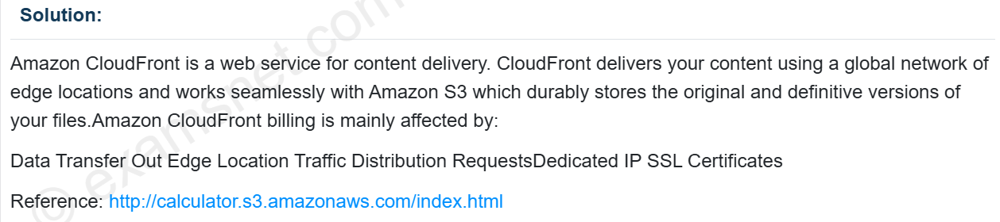 Solution:
Amazon CloudFront is a web service for content delivery. CloudFront delivers your content using a global network of
edge locations and works seamlessly with Amazon S3 which durably stores the original and definitive versions of
your files.Amazon CloudFront billing is mainly affected by:
Data Transfer Out Edge Location Traffic Distribution RequestsDedicated IP SSL Certificates
Reference: http://calculator.s3.amazonaws.com/index.html
© examsnet.com